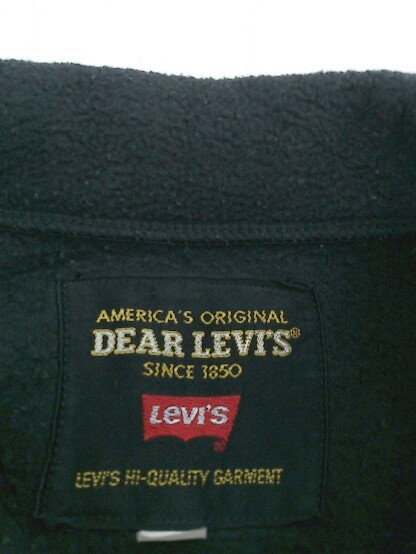 AMERICA'S ORIGINAL
DEAR LEVI'S®
SINCE 1850
LEVI'S
®
LEVI'S HI-QUALITY GARMENT